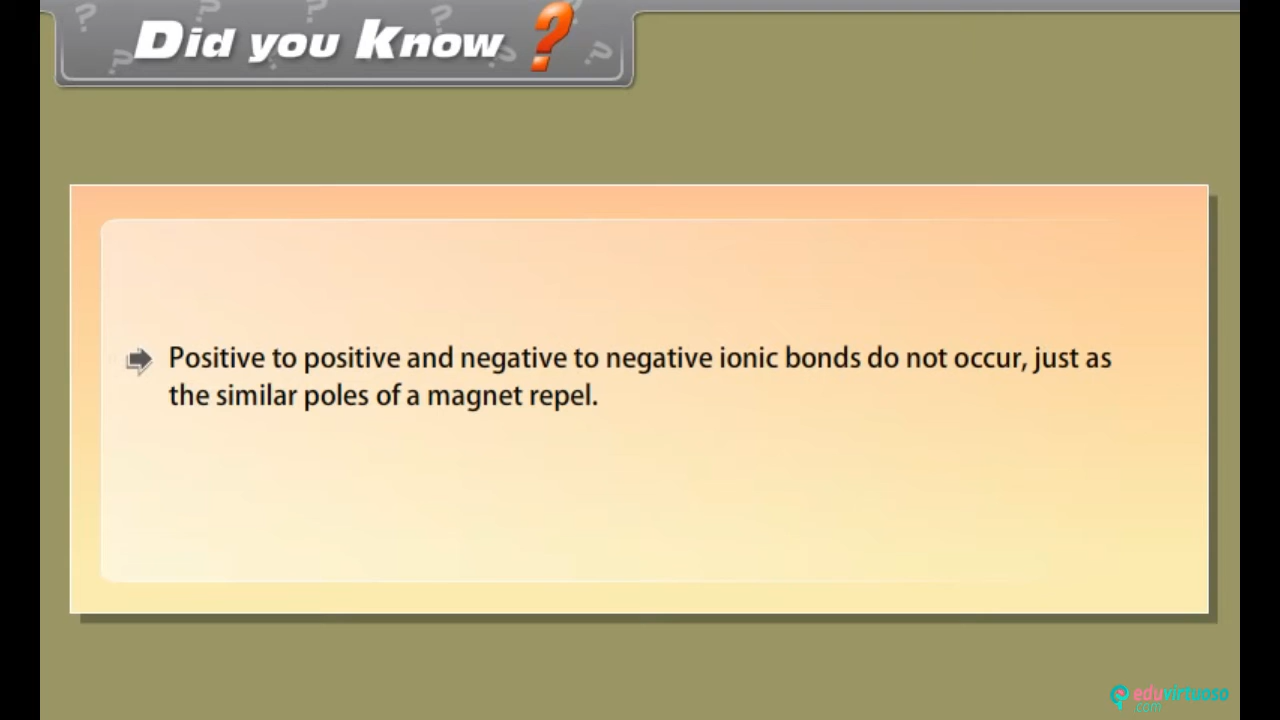 Did you Know ?
Positive to positive and negative to negative ionic bonds do not occur, just as
the similar poles of a magnet repel.
eduvirtuoso
.com